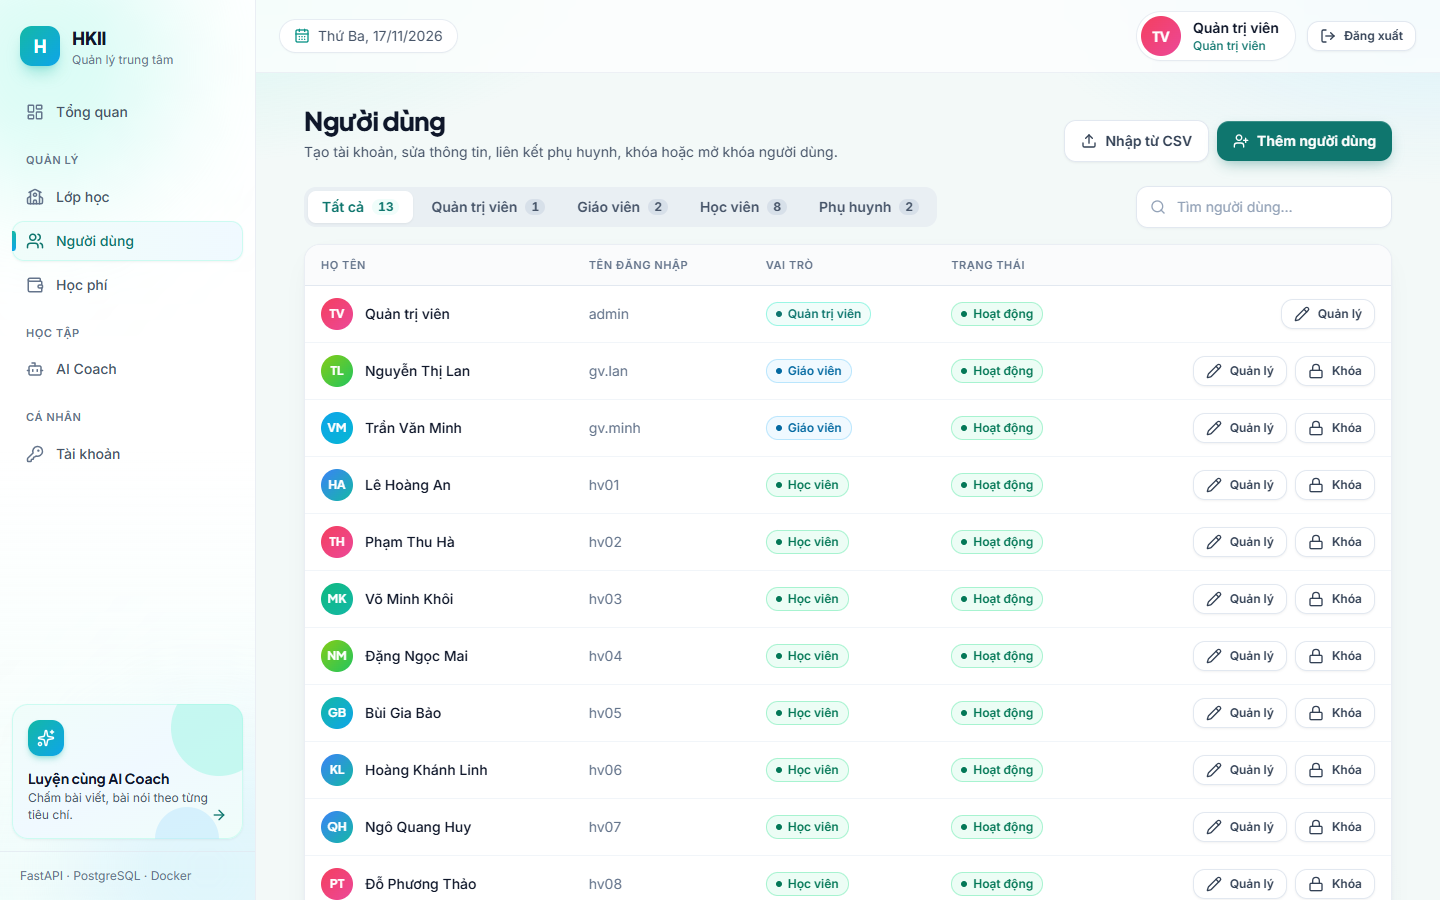 H
HKII
Quản lý trung tâm
Thứ Ba, 17/11/2026
TV
Quản trị viên
Quản trị viên
Đăng xuất
Tổng quan
QUẢN LÝ
Lớp học
Người dùng
Học phí
HỌC TẬP
AI Coach
CÁ NHÂN
Tài khoản
Luyện cùng AI Coach
Chấm bài viết, bài nói theo từng
tiêu chí.
FastAPI · PostgreSQL · Docker
Người dùng
Tạo tài khoản, sửa thông tin, liên kết phụ huynh, khóa hoặc mở khóa người dùng.
Nhập từ CSV
Thêm người dùng
Tất cả 13 Quản trị viên 1 Giáo viên 2 Học viên 8 Phụ huynh 2
Tìm người dùng...
HỌ TÊN TÊN ĐĂNG NHẬP VAI TRÒ TRẠNG THÁI
TV Quản trị viên admin Quản trị viên Hoạt động Quản lý
TL Nguyễn Thị Lan gv.lan Giáo viên Hoạt động Quản lý Khóa
VM Trần Văn Minh gv.minh Giáo viên Hoạt động Quản lý Khóa
HA Lê Hoàng An hv01 Học viên Hoạt động Quản lý Khóa
TH Phạm Thu Hà hv02 Học viên Hoạt động Quản lý Khóa
MK Võ Minh Khôi hv03 Học viên Hoạt động Quản lý Khóa
NM Đặng Ngọc Mai hv04 Học viên Hoạt động Quản lý Khóa
GB Bùi Gia Bảo hv05 Học viên Hoạt động Quản lý Khóa
KL Hoàng Khánh Linh hv06 Học viên Hoạt động Quản lý Khóa
QH Ngô Quang Huy hv07 Học viên Hoạt động Quản lý Khóa
PT Đỗ Phương Thảo hv08 Học viên Hoạt động Quản lý Khóa